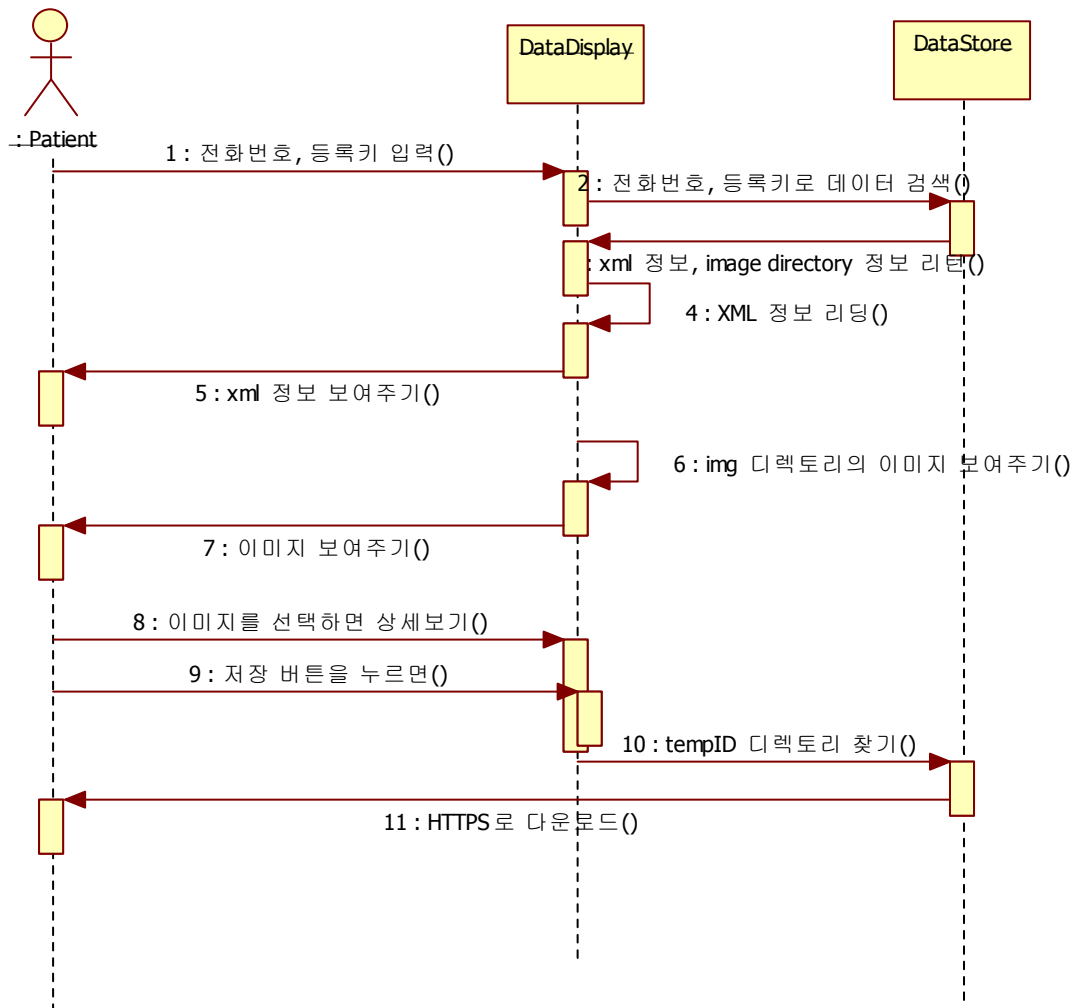 DataDisplay
DataStore
: Patient
1 : 전화번호, 등록키 입력()
2 : 전화번호, 등록키로 데이터 검색()
: xml 정보, image directory 정보 리턴()
4 : XML 정보 리딩()
5 : xml 정보 보여주기()
6 : img 디렉토리의 이미지 보여주기()
7 : 이미지 보여주기()
8 : 이미지를 선택하면 상세보기()
9 : 저장 버튼을 누르면()
10 : tempID 디렉토리 찾기()
11 : HTTPS로 다운로드()